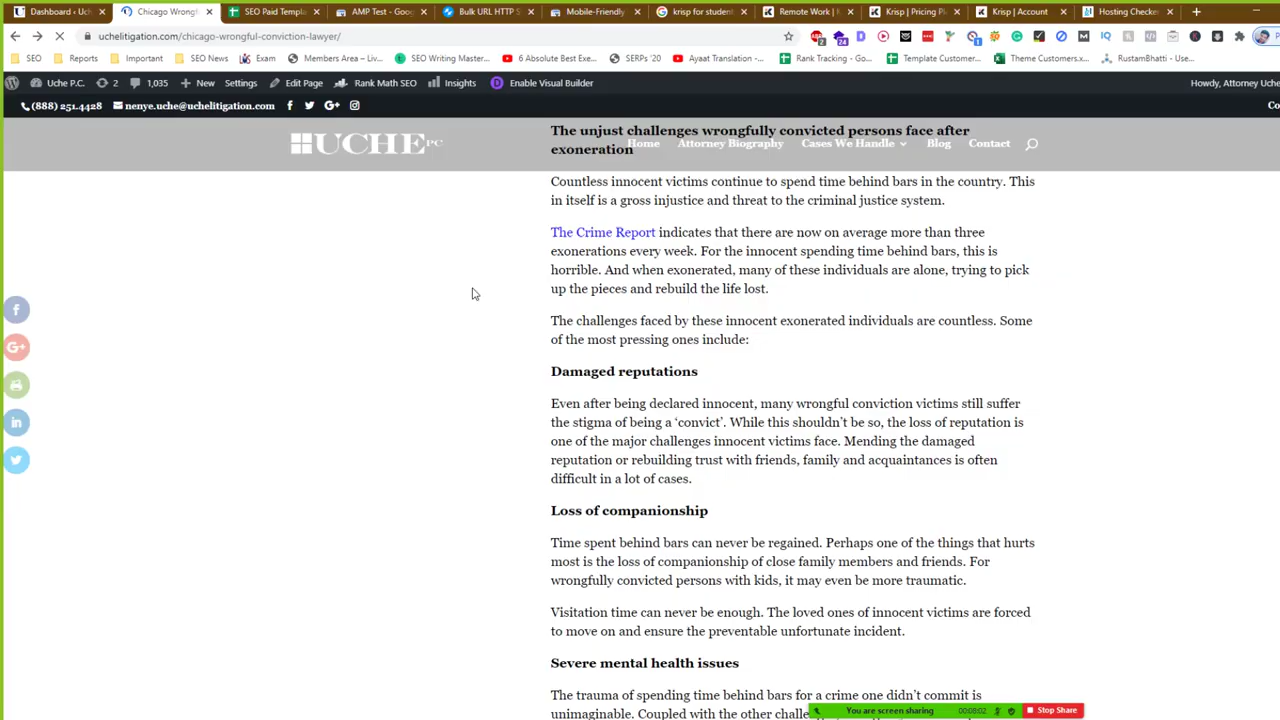 Dashboard ‹ Uch
Chicago Wrongf
SEO Paid Templa
AMP Test - Goog
Bulk URL HTTP S
Mobile-Friendly
krisp for student
Remote Work |
Krisp | Pricing Pl
Krisp | Account
Hosting Checker
uchelitigation.com/chicago-wrongful-conviction-lawyer/
SEO
Reports
Important
SEO News
Exam
Members Area – Liv...
SEO Writing Master...
6 Absolute Best Exe...
SERPs '20
Ayaat Translation -...
Rank Tracking - Go...
Template Customer...
Theme Customers.x...
RustamBhatti - Use...
Uche P.C.
2
1,035
New
Settings
Edit Page
Rank Math SEO
Insights
Enable Visual Builder
Howdy, Attorney Uche
(888) 251.4428
nenye.uche@uchelitigation.com
Co
UCHE PC
Home
Attorney Biography
Cases We Handle
Blog
Contact
The unjust challenges wrongfully convicted persons face after
exoneration
Countless innocent victims continue to spend time behind bars in the country. This
in itself is a gross injustice and threat to the criminal justice system.
The Crime Report indicates that there are now on average more than three
exonerations every week. For the innocent spending time behind bars, this is
horrible. And when exonerated, many of these individuals are alone, trying to pick
up the pieces and rebuild the life lost.
The challenges faced by these innocent exonerated individuals are countless. Some
of the most pressing ones include:
Damaged reputations
Even after being declared innocent, many wrongful conviction victims still suffer
the stigma of being a ‘convict’. While this shouldn’t be so, the loss of reputation is
one of the major challenges innocent victims face. Mending the damaged
reputation or rebuilding trust with friends, family and acquaintances is often
difficult in a lot of cases.
Loss of companionship
Time spent behind bars can never be regained. Perhaps one of the things that hurts
most is the loss of companionship of close family members and friends. For
wrongfully convicted persons with kids, it may even be more traumatic.
Visitation time can never be enough. The loved ones of innocent victims are forced
to move on and ensure the preventable unfortunate incident.
Severe mental health issues
The trauma of spending time behind bars for a crime one didn’t commit is
unimaginable. Coupled with the other challe
You are screen sharing
00:08:02
Stop Share